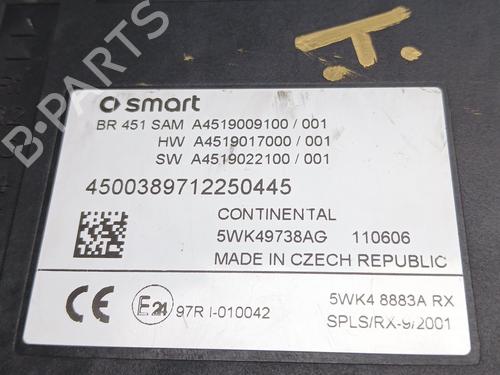 T.
smart
BR 451 SAM A4519009100 / 001
HW A4519017000 / 001
SW A4519022100 / 001
4500389712250445
CONTINENTAL
5WK49738AG 110606
MADE IN CZECH REPUBLIC
CE E24 97R I-010042
5WK4 8883A RX
SPLS/RX-9/2001
B-PARTS